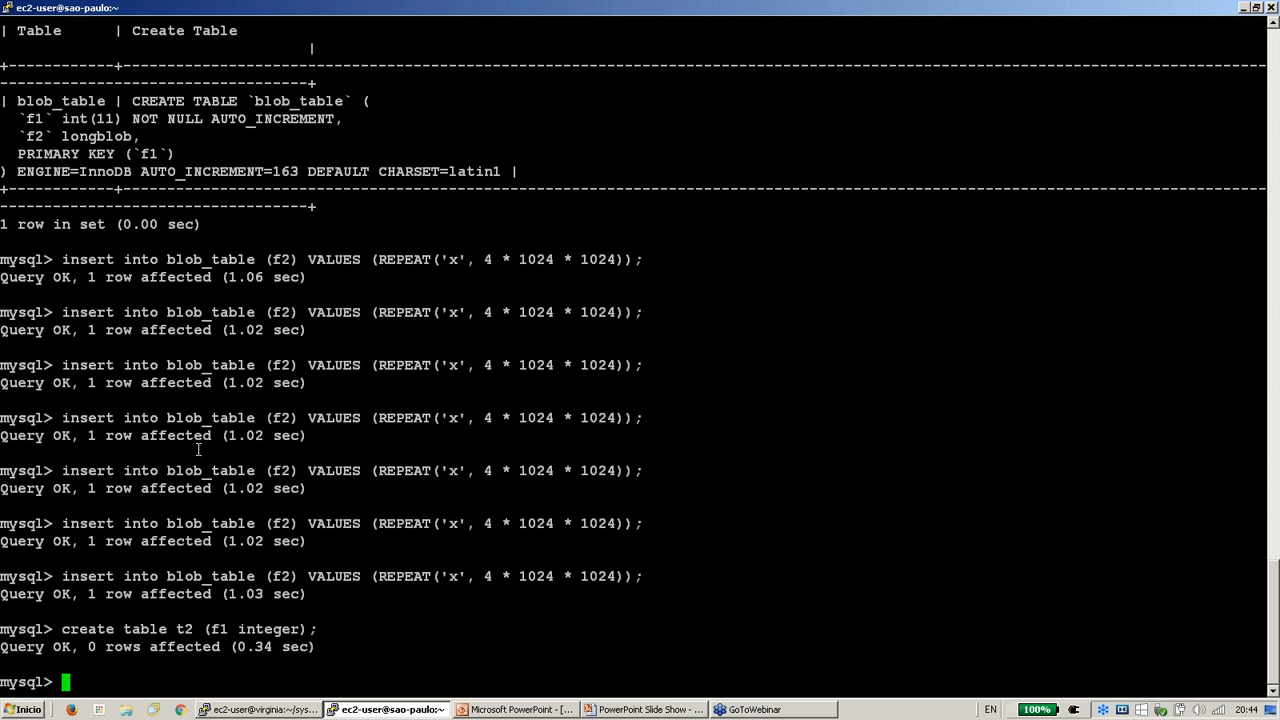 ec2-user@sao-paulo:~
| Table      | Create Table
                                   |
+------------+--------------------------------------------------------------------------------------------------------------------------------------
-----------------------------------+
| blob_table | CREATE TABLE `blob_table` (
  `f1` int(11) NOT NULL AUTO_INCREMENT,
  `f2` longblob,
  PRIMARY KEY (`f1`)
) ENGINE=InnoDB AUTO_INCREMENT=163 DEFAULT CHARSET=latin1 |
+------------+--------------------------------------------------------------------------------------------------------------------------------------
-----------------------------------+
1 row in set (0.00 sec)
mysql> insert into blob_table (f2) VALUES (REPEAT('x', 4 * 1024 * 1024));
Query OK, 1 row affected (1.06 sec)
mysql> insert into blob_table (f2) VALUES (REPEAT('x', 4 * 1024 * 1024));
Query OK, 1 row affected (1.02 sec)
mysql> insert into blob_table (f2) VALUES (REPEAT('x', 4 * 1024 * 1024));
Query OK, 1 row affected (1.02 sec)
mysql> insert into blob_table (f2) VALUES (REPEAT('x', 4 * 1024 * 1024));
Query OK, 1 row affected (1.02 sec)
mysql> insert into blob_table (f2) VALUES (REPEAT('x', 4 * 1024 * 1024));
Query OK, 1 row affected (1.02 sec)
mysql> insert into blob_table (f2) VALUES (REPEAT('x', 4 * 1024 * 1024));
Query OK, 1 row affected (1.02 sec)
mysql> insert into blob_table (f2) VALUES (REPEAT('x', 4 * 1024 * 1024));
Query OK, 1 row affected (1.03 sec)
mysql> create table t2 (f1 integer);
Query OK, 0 rows affected (0.34 sec)
mysql>
Inicio ec2-user@virginia:~/sys... ec2-user@sao-paulo:~ Microsoft PowerPoint - [... PowerPoint Slide Show - ... GoToWebinar EN 100% 20:44